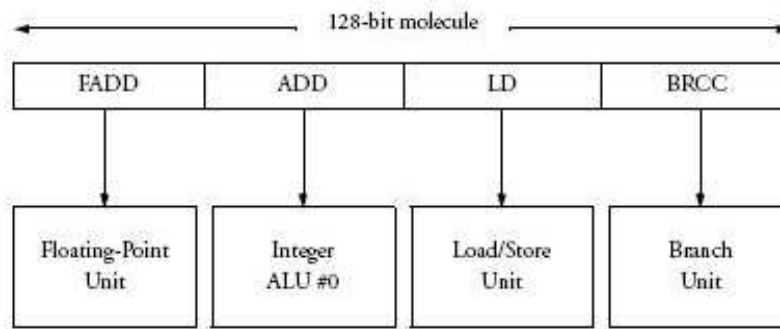 128-bit molecule
FADD ADD LD BRCC
Floating-Point Integer Load/Store Branch
Unit ALU #0 Unit Unit